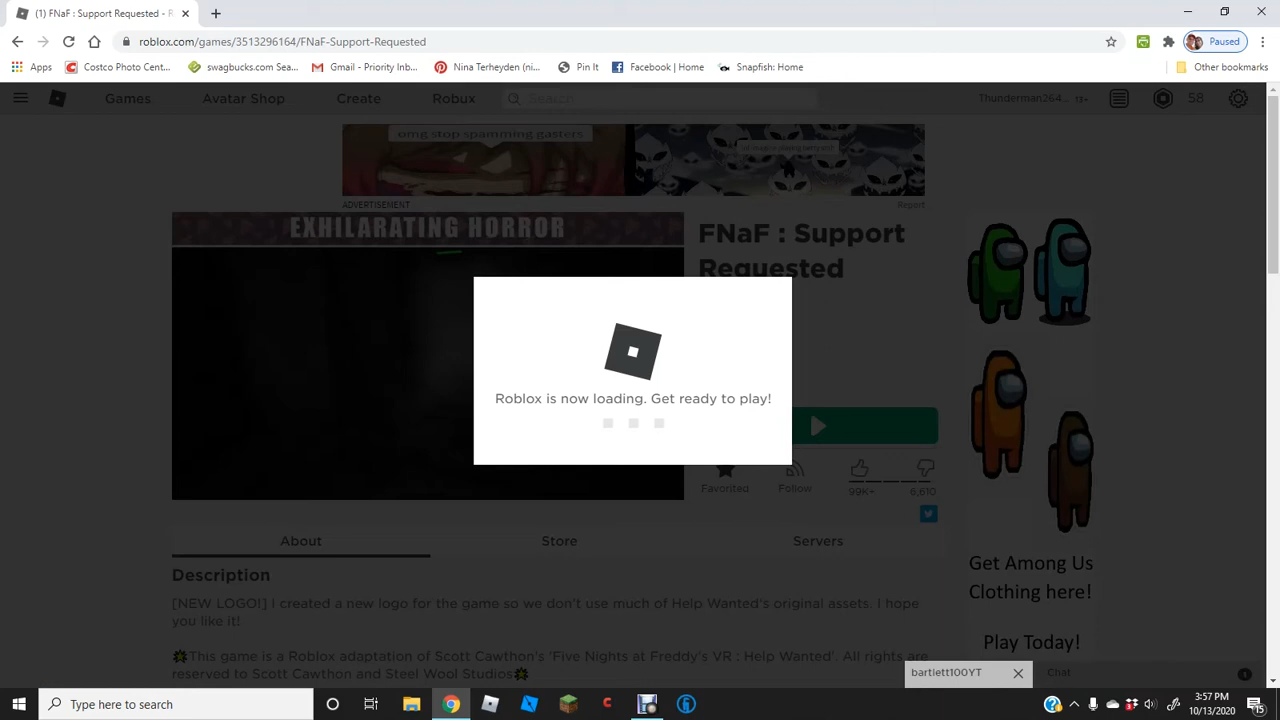 (1) FNaF : Support Requested - R
roblox.com/games/3513296164/FNaF-Support-Requested
Paused
Apps
Costco Photo Cent...
swagbucks.com Sea...
Gmail - Priority Inb...
Nina Terheyden (ni...
Pin It
Facebook | Home
Snapfish: Home
Other bookmarks
Games
Avatar Shop
Create
Robux
Search
Thunderman264...
13+
58
omg stop spamming gasters
ADVERTISEMENT
Report
EXHILARATING HORROR
FNaF : Support
Requested
Roblox is now loading. Get ready to play!
Favorited
Follow
99K+
6,610
About
Store
Servers
Description
[NEW LOGO!] I created a new logo for the game so we don't use much of Help Wanted's original assets. I hope
you like it!
This game is a Roblox adaptation of Scott Cawthon's 'Five Nights at Freddy's VR : Help Wanted'. All rights are
reserved to Scott Cawthon and Steel Wool Studios
Get Among Us
Clothing here!
Play Today!
bartlett100YT
Chat
1
Type here to search
3:57 PM
10/13/2020